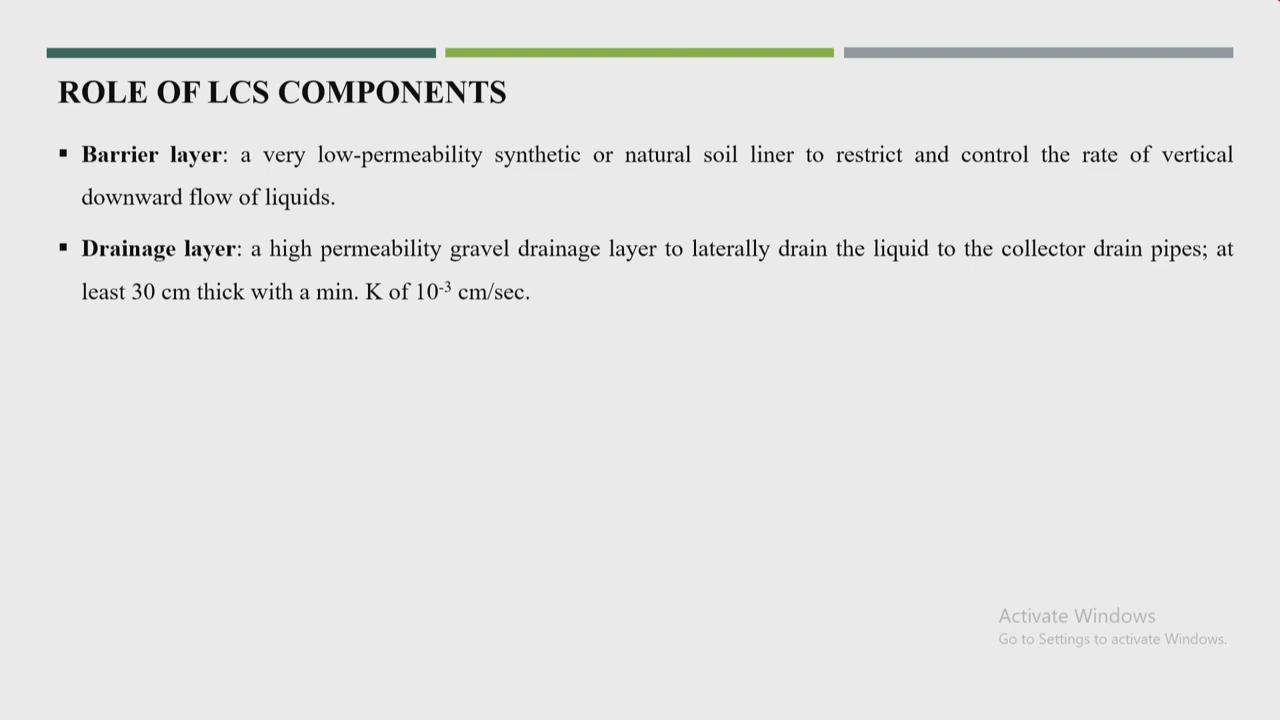 ROLE OF LCS COMPONENTS
▪ Barrier layer: a very low-permeability synthetic or natural soil liner to restrict and control the rate of vertical
downward flow of liquids.
▪ Drainage layer: a high permeability gravel drainage layer to laterally drain the liquid to the collector drain pipes; at
least 30 cm thick with a min. K of 10⁻³ cm/sec.
Activate Windows
Go to Settings to activate Windows.